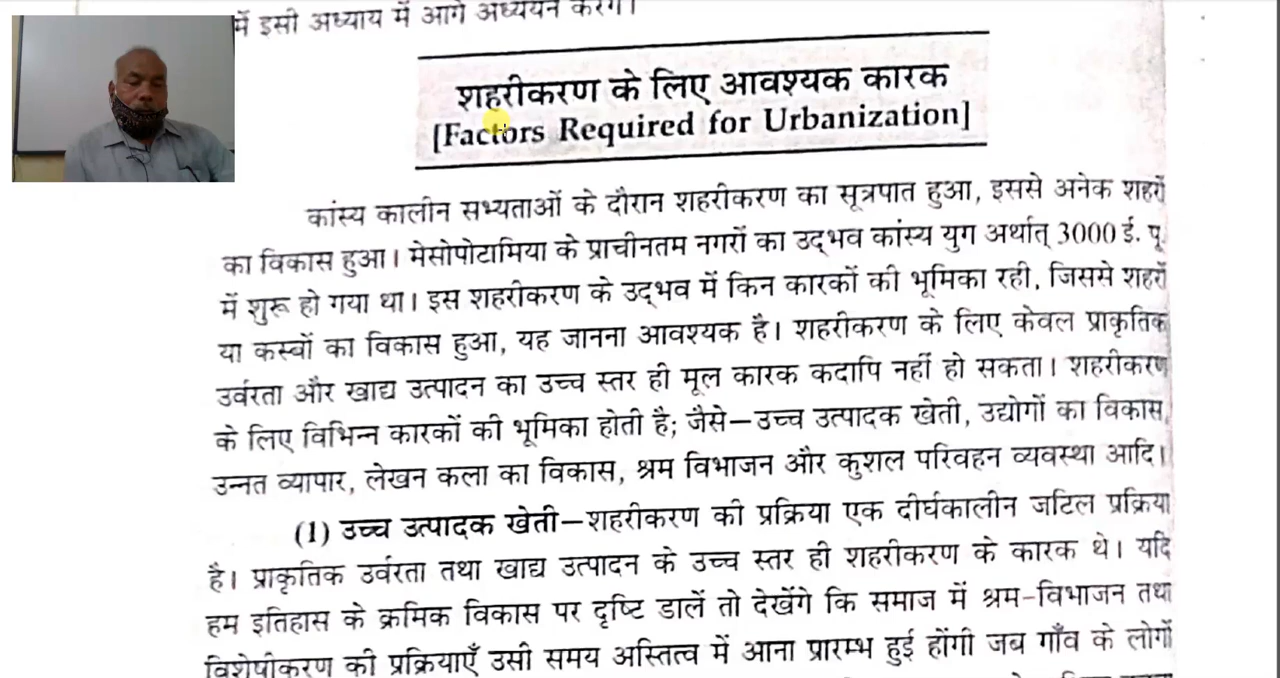 में इसी अध्याय में आगे अध्ययन करेंगे।
शहरीकरण के लिए आवश्यक कारक
[Factors Required for Urbanization]
कांस्य कालीन सभ्यताओं के दौरान शहरीकरण का सूत्रपात हुआ, इससे अनेक शहरों
का विकास हुआ। मेसोपोटामिया के प्राचीनतम नगरों का उद्भव कांस्य युग अर्थात् 3000 ई. पू.
में शुरू हो गया था। इस शहरीकरण के उद्भव में किन कारकों की भूमिका रही, जिससे शहरों
या कस्बों का विकास हुआ, यह जानना आवश्यक है। शहरीकरण के लिए केवल प्राकृतिक
उर्वरता और खाद्य उत्पादन का उच्च स्तर ही मूल कारक कदापि नहीं हो सकता। शहरीकरण
के लिए विभिन्न कारकों की भूमिका होती है; जैसे—उच्च उत्पादक खेती, उद्योगों का विकास,
उन्नत व्यापार, लेखन कला का विकास, श्रम विभाजन और कुशल परिवहन व्यवस्था आदि।
(1) उच्च उत्पादक खेती—शहरीकरण की प्रक्रिया एक दीर्घकालीन जटिल प्रक्रिया
है। प्राकृतिक उर्वरता तथा खाद्य उत्पादन के उच्च स्तर ही शहरीकरण के कारक थे। यदि
हम इतिहास के क्रमिक विकास पर दृष्टि डालें तो देखेंगे कि समाज में श्रम-विभाजन तथा
विशेषीकरण की प्रक्रियाएँ उसी समय अस्तित्व में आना प्रारम्भ हुई होंगी जब गाँव के लोगों